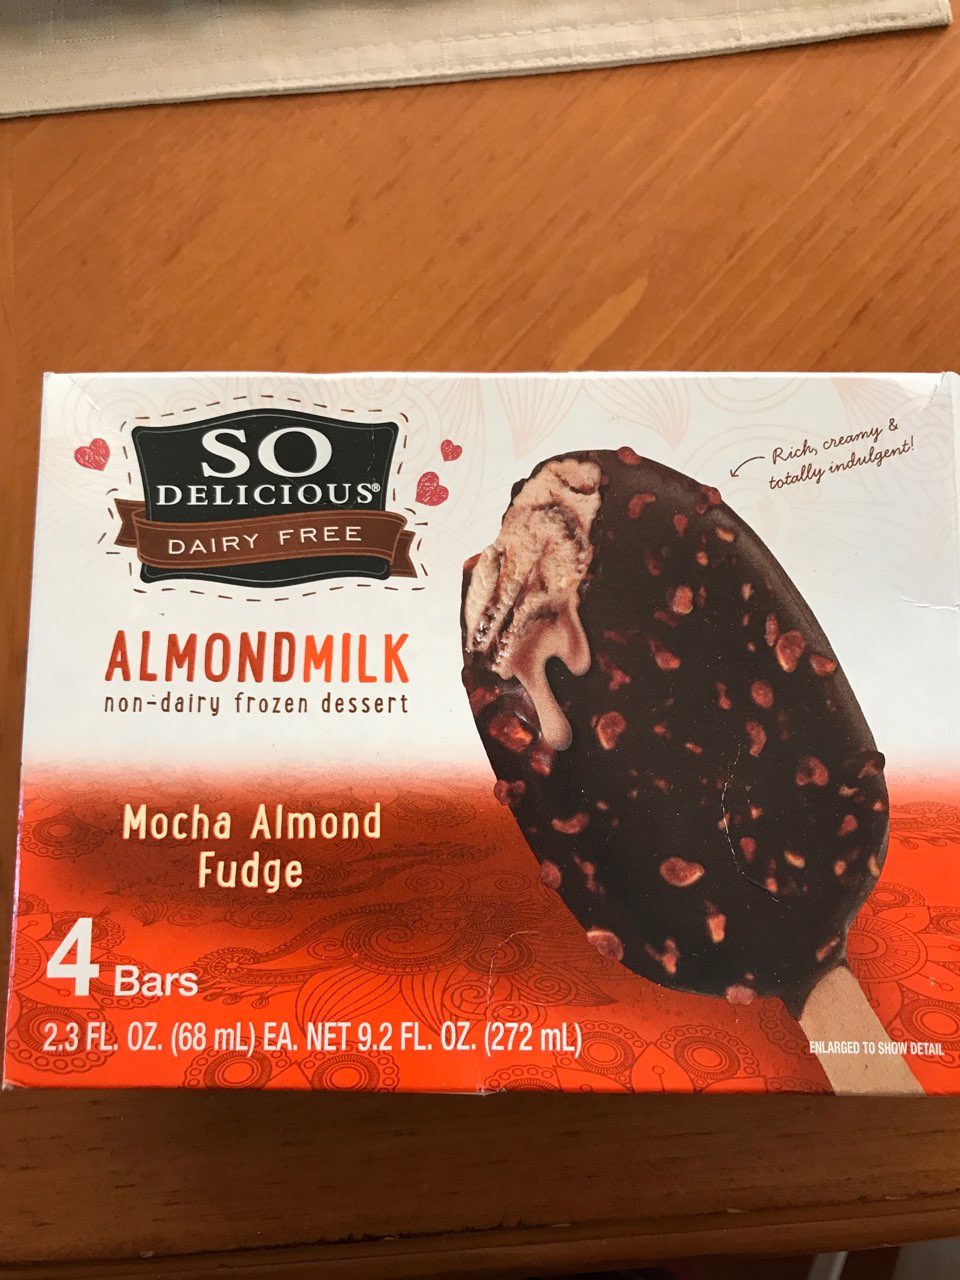 SO
DELICIOUS®
DAIRY FREE
ALMONDMILK
non-dairy frozen dessert
Rich, creamy &
totally indulgent!
Mocha Almond
Fudge
4 Bars
2.3 FL. OZ. (68 mL) EA. NET 9.2 FL. OZ. (272 mL)
ENLARGED TO SHOW DETAIL